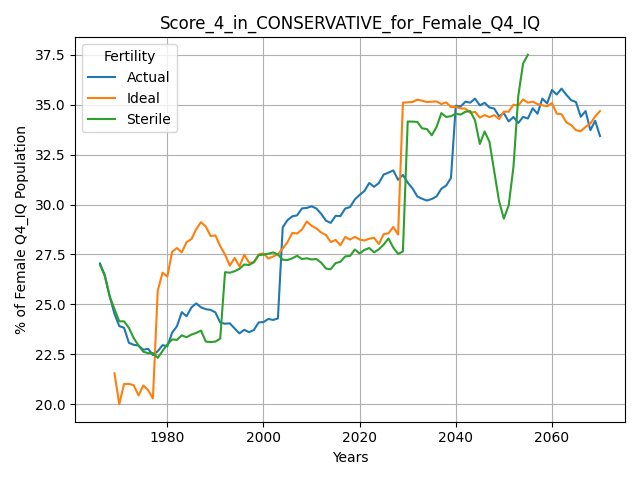 Score_4_in_CONSERVATIVE_for_Female_Q4_IQ
Fertility
Actual
Ideal
Sterile
% of Female Q4_IQ Population
37.5
35.0
32.5
30.0
27.5
25.0
22.5
20.0
1980
2000
2020
2040
2060
Years